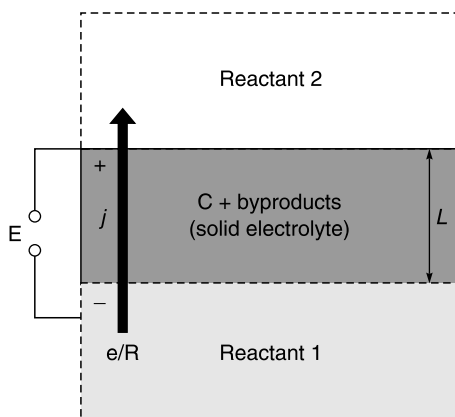 Reactant 2
+
C + byproducts
(solid electrolyte)
j
L
E
–
e/R
Reactant 1